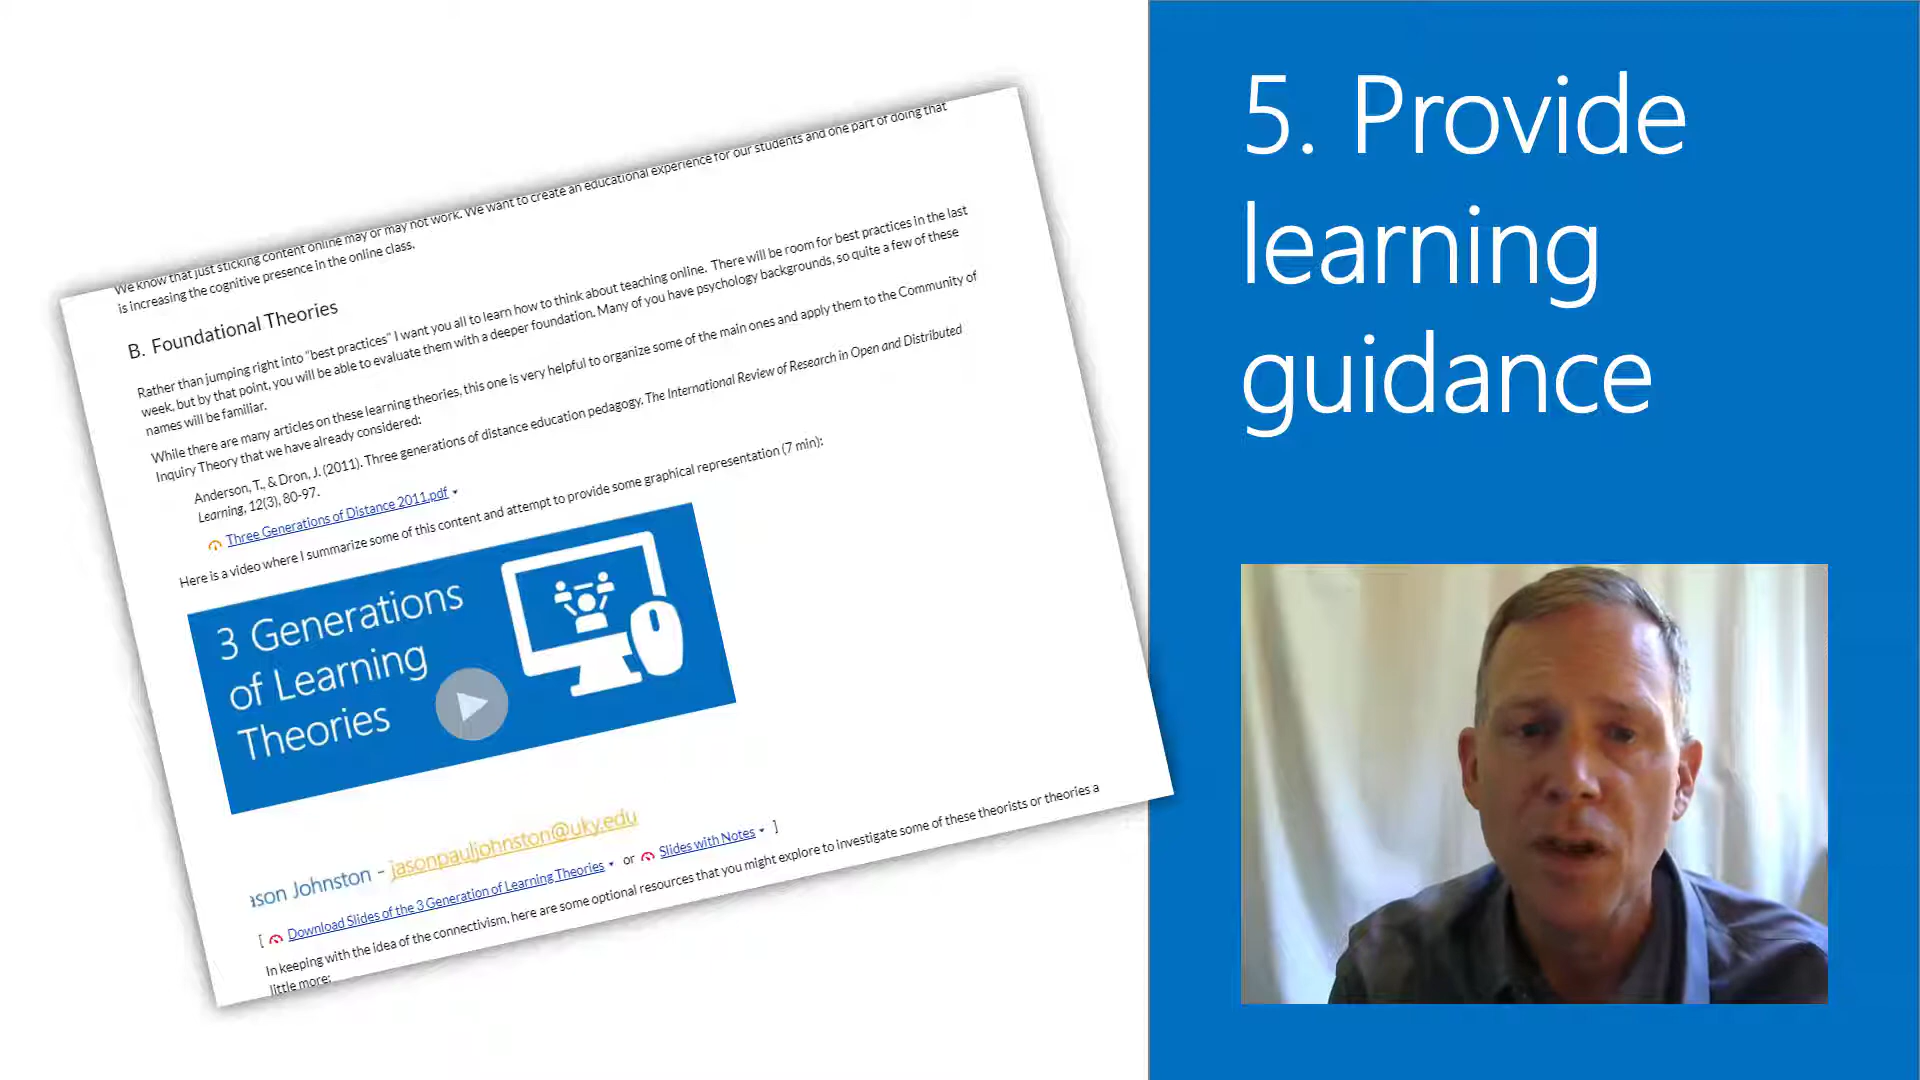 We know that just sticking content online may or may not work. We want to create an educational experience for our students and one part of doing that
is increasing the cognitive presence in the online class.
B. Foundational Theories
Rather than jumping right into "best practices" I want you all to learn how to think about teaching online. There will be room for best practices in the last
week, but by that point, you will be able to evaluate them with a deeper foundation. Many of you have psychology backgrounds, so quite a few of these
names will be familiar.
While there are many articles on these learning theories, this one is very helpful to organize some of the main ones and apply them to the Community of
Inquiry Theory that we have already considered:
Anderson, T., & Dron, J. (2011). Three generations of distance education pedagogy. The International Review of Research in Open and Distributed
Learning, 12(3), 80-97.
Three Generations of Distance 2011.pdf
Here is a video where I summarize some of this content and attempt to provide some graphical representation (7 min):
3 Generations
of Learning
Theories
ason Johnston - jasonpauljohnston@uky.edu
[ Download Slides of the 3 Generation of Learning Theories or Slides with Notes ]
In keeping with the idea of the connectivism, here are some optional resources that you might explore to investigate some of these theorists or theories a
little more:
5. Provide
learning
guidance